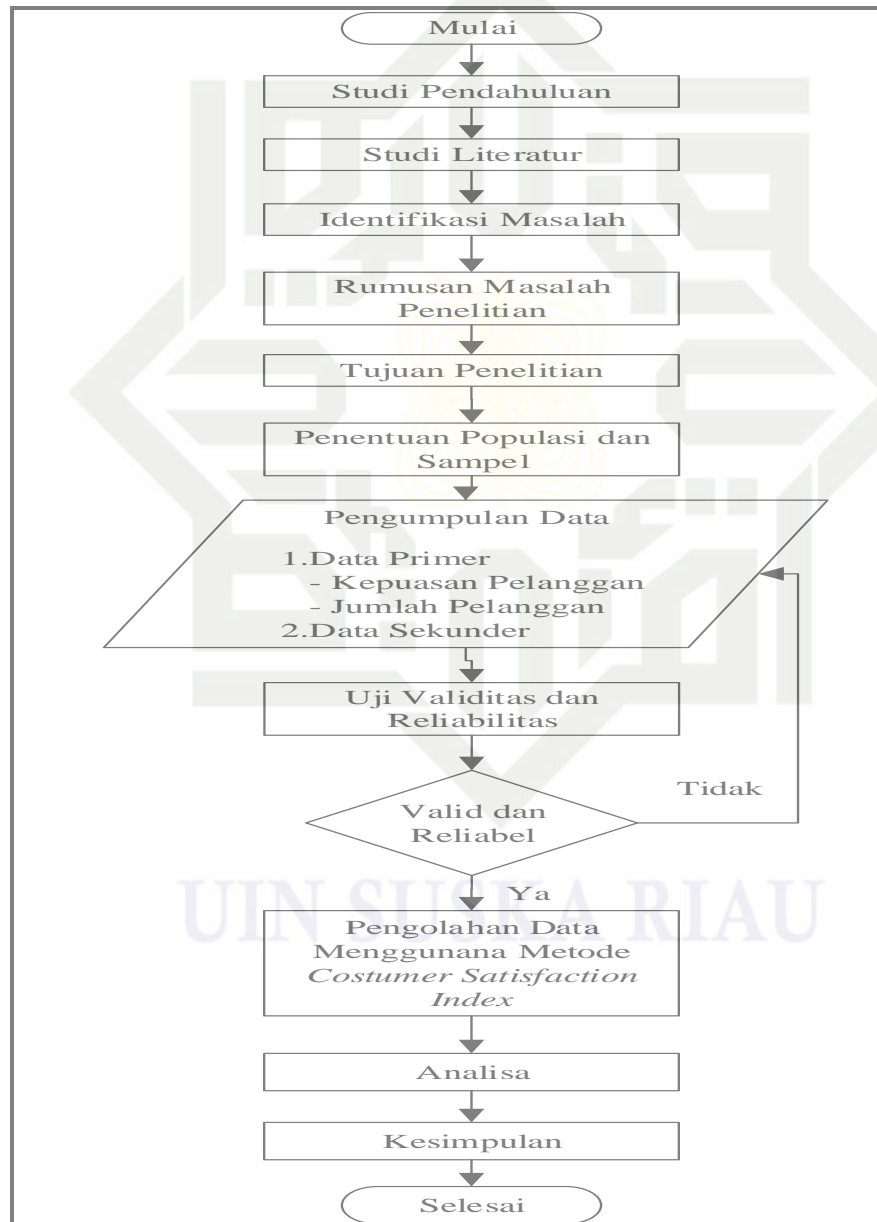 Mulai
Studi Pendahuluan
Studi Literatur
Identifikasi Masalah
Rumusan Masalah
Penelitian
Tujuan Penelitian
Penentuan Populasi dan
Sampel
Pengumpulan Data
1.Data Primer
- Kepuasan Pelanggan
- Jumlah Pelanggan
2.Data Sekunder
Uji Validitas dan
Reliabilitas
Valid dan
Reliabel
Tidak
Ya
UIN SUSKA RIAU
Pengolahan Data
Menggunana Metode
Costumer Satisfaction
Index
Analisa
Kesimpulan
Selesai